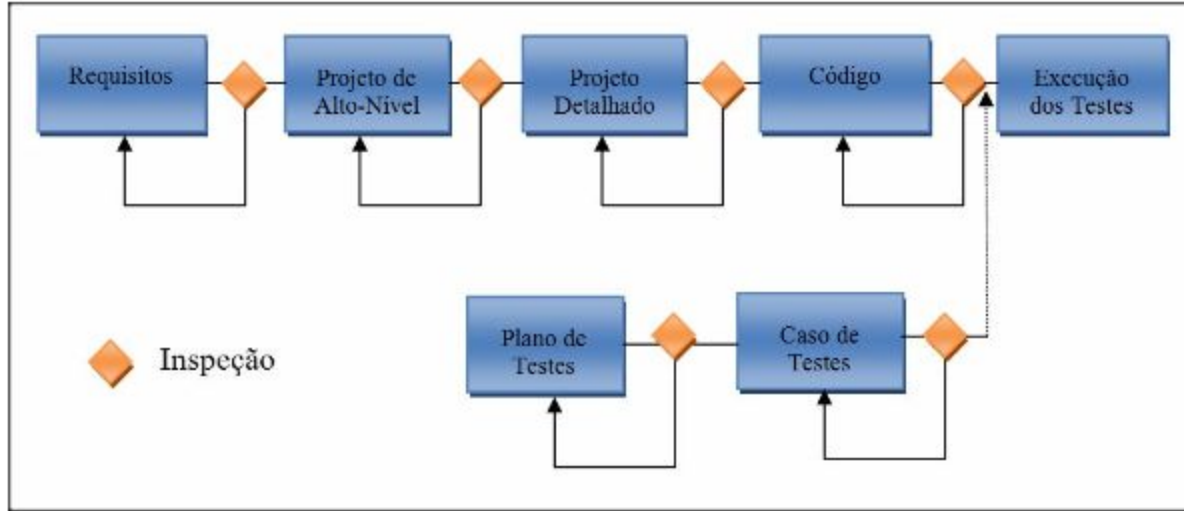 Requisitos
Projeto de
Alto-Nível
Projeto
Detalhado
Código
Execução
dos Testes
Plano de
Testes
Caso de
Testes
Inspeção